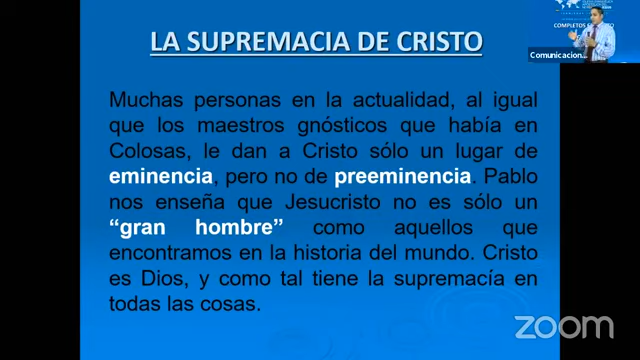 COMPLETOS EN CRISTO
Comunicacion...
LA SUPREMACIA DE CRISTO
Muchas personas en la actualidad, al igual
que los maestros gnósticos que había en
Colosas, le dan a Cristo sólo un lugar de
eminencia, pero no de preeminencia. Pablo
nos enseña que Jesucristo no es sólo un
“gran hombre” como aquellos que
encontramos en la historia del mundo. Cristo
es Dios, y como tal tiene la supremacía en
todas las cosas.
zoom